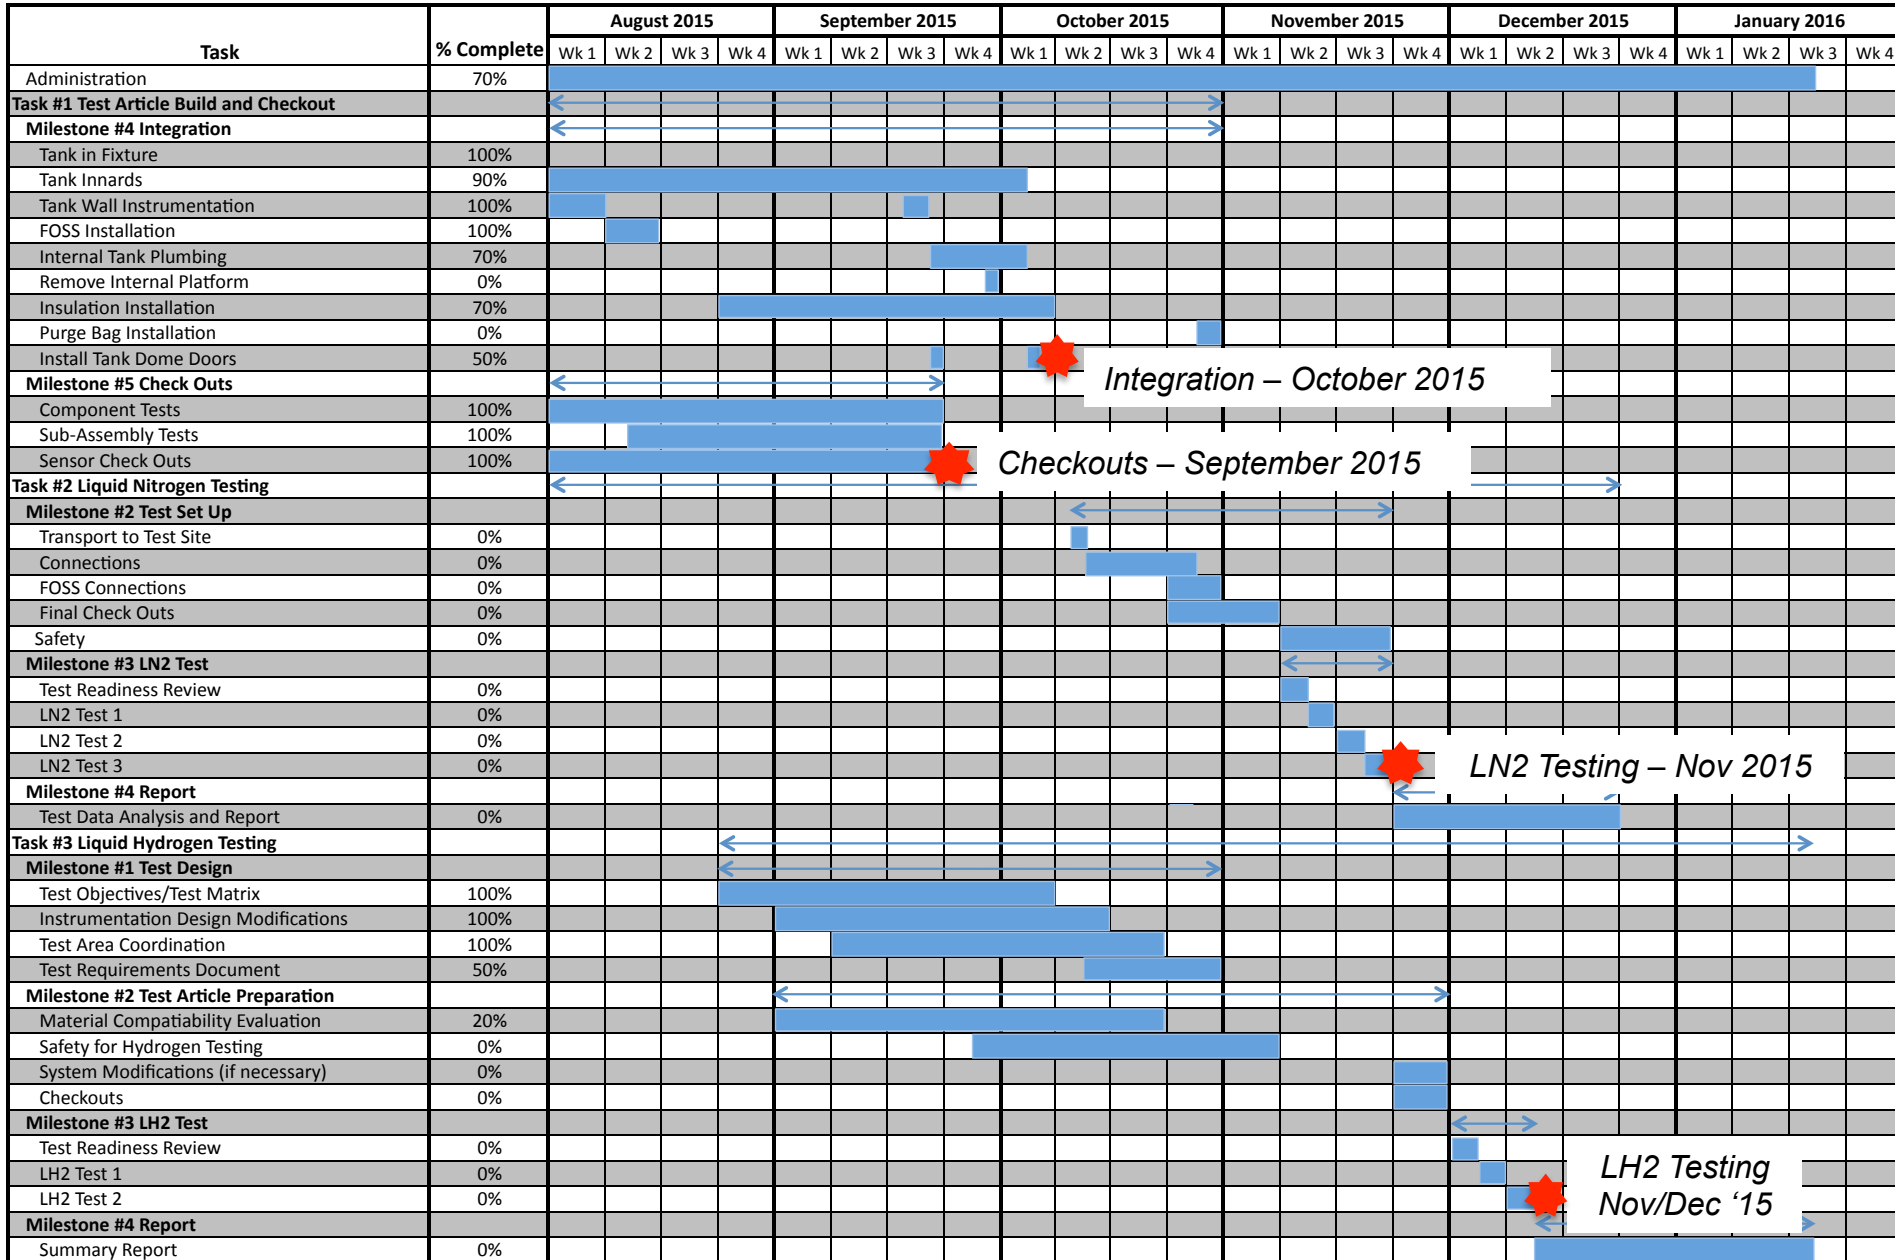 August 2015 September 2015 October 2015 November 2015 December 2015 January 2016
Task % Complete Wk 1 Wk 2 Wk 3 Wk 4 Wk 1 Wk 2 Wk 3 Wk 4 Wk 1 Wk 2 Wk 3 Wk 4 Wk 1 Wk 2 Wk 3 Wk 4 Wk 1 Wk 2 Wk 3 Wk 4 Wk 1 Wk 2 Wk 3 Wk 4
Administration 70%
Task #1 Test Article Build and Checkout
Milestone #4 Integration
Tank in Fixture 100%
Tank Innards 90%
Tank Wall Instrumentation 100%
FOSS Installation 100%
Internal Tank Plumbing 70%
Remove Internal Platform 0%
Insulation Installation 70%
Purge Bag Installation 0%
Install Tank Dome Doors 50%
Integration – October 2015
Milestone #5 Check Outs
Component Tests 100%
Sub-Assembly Tests 100%
Sensor Check Outs 100% Checkouts – September 2015
Task #2 Liquid Nitrogen Testing
Milestone #2 Test Set Up
Transport to Test Site 0%
Connections 0%
FOSS Connections 0%
Final Check Outs 0%
Safety 0%
Milestone #3 LN2 Test
Test Readiness Review 0%
LN2 Test 1 0%
LN2 Test 2 0%
LN2 Test 3 0% LN2 Testing – Nov 2015
Milestone #4 Report
Test Data Analysis and Report 0%
Task #3 Liquid Hydrogen Testing
Milestone #1 Test Design
Test Objectives/Test Matrix 100%
Instrumentation Design Modifications 100%
Test Area Coordination 100%
Test Requirements Document 50%
Milestone #2 Test Article Preparation
Material Compatiability Evaluation 20%
Safety for Hydrogen Testing 0%
System Modifications (if necessary) 0%
Checkouts 0%
Milestone #3 LH2 Test
Test Readiness Review 0%
LH2 Test 1 0% LH2 Testing
LH2 Test 2 0% Nov/Dec ‘15
Milestone #4 Report
Summary Report 0%